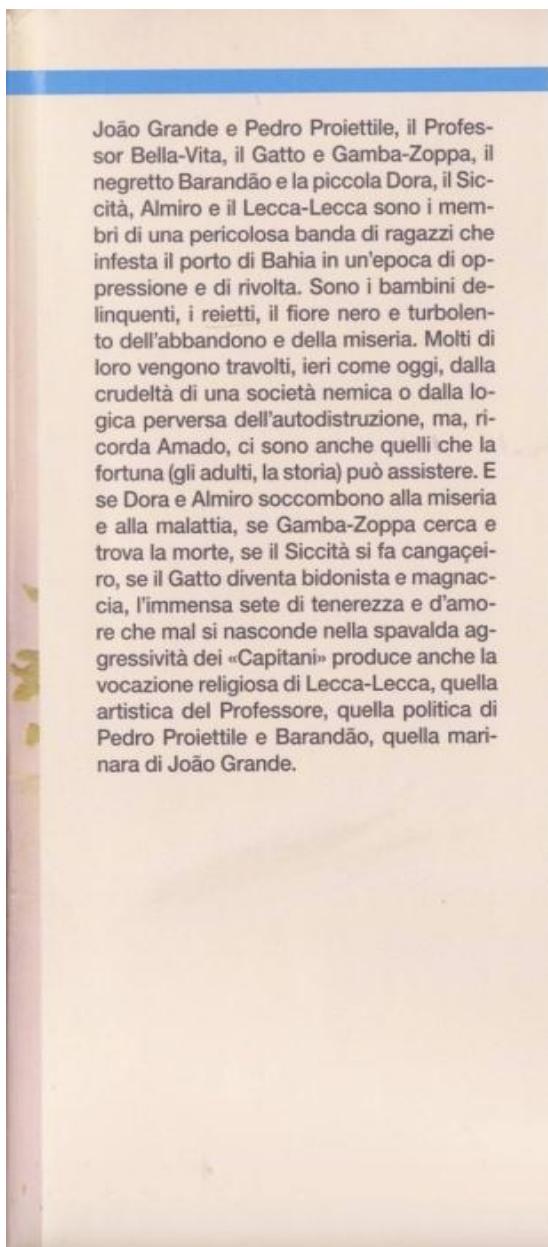 João Grande e Pedro Proiettile, il Profes-
sor Bella-Vita, il Gatto e Gamba-Zoppa, il
negretto Barandão e la piccola Dora, il Sic-
cità, Almiro e il Lecca-Lecca sono i mem-
bri di una pericolosa banda di ragazzi che
infesta il porto di Bahia in un'epoca di op-
pressione e di rivolta. Sono i bambini de-
linquenti, i reietti, il fiore nero e turbolen-
to dell'abbandono e della miseria. Molti di
loro vengono travolti, ieri come oggi, dalla
crudeltà di una società nemica o dalla lo-
gica perversa dell'autodistruzione, ma, ri-
corda Amado, ci sono anche quelli che la
fortuna (gli adulti, la storia) può assistere. E
se Dora e Almiro soccombono alla miseria
e alla malattia, se Gamba-Zoppa cerca e
trova la morte, se il Siccità si fa cangaçei-
ro, se il Gatto diventa bidonista e magnac-
cia, l'immensa sete di tenerezza e d'amo-
re che mal si nasconde nella spavalda ag-
gressività dei «Capitani» produce anche la
vocazione religiosa di Lecca-Lecca, quella
artistica del Professore, quella politica di
Pedro Proiettile e Barandão, quella mari-
nara di João Grande.